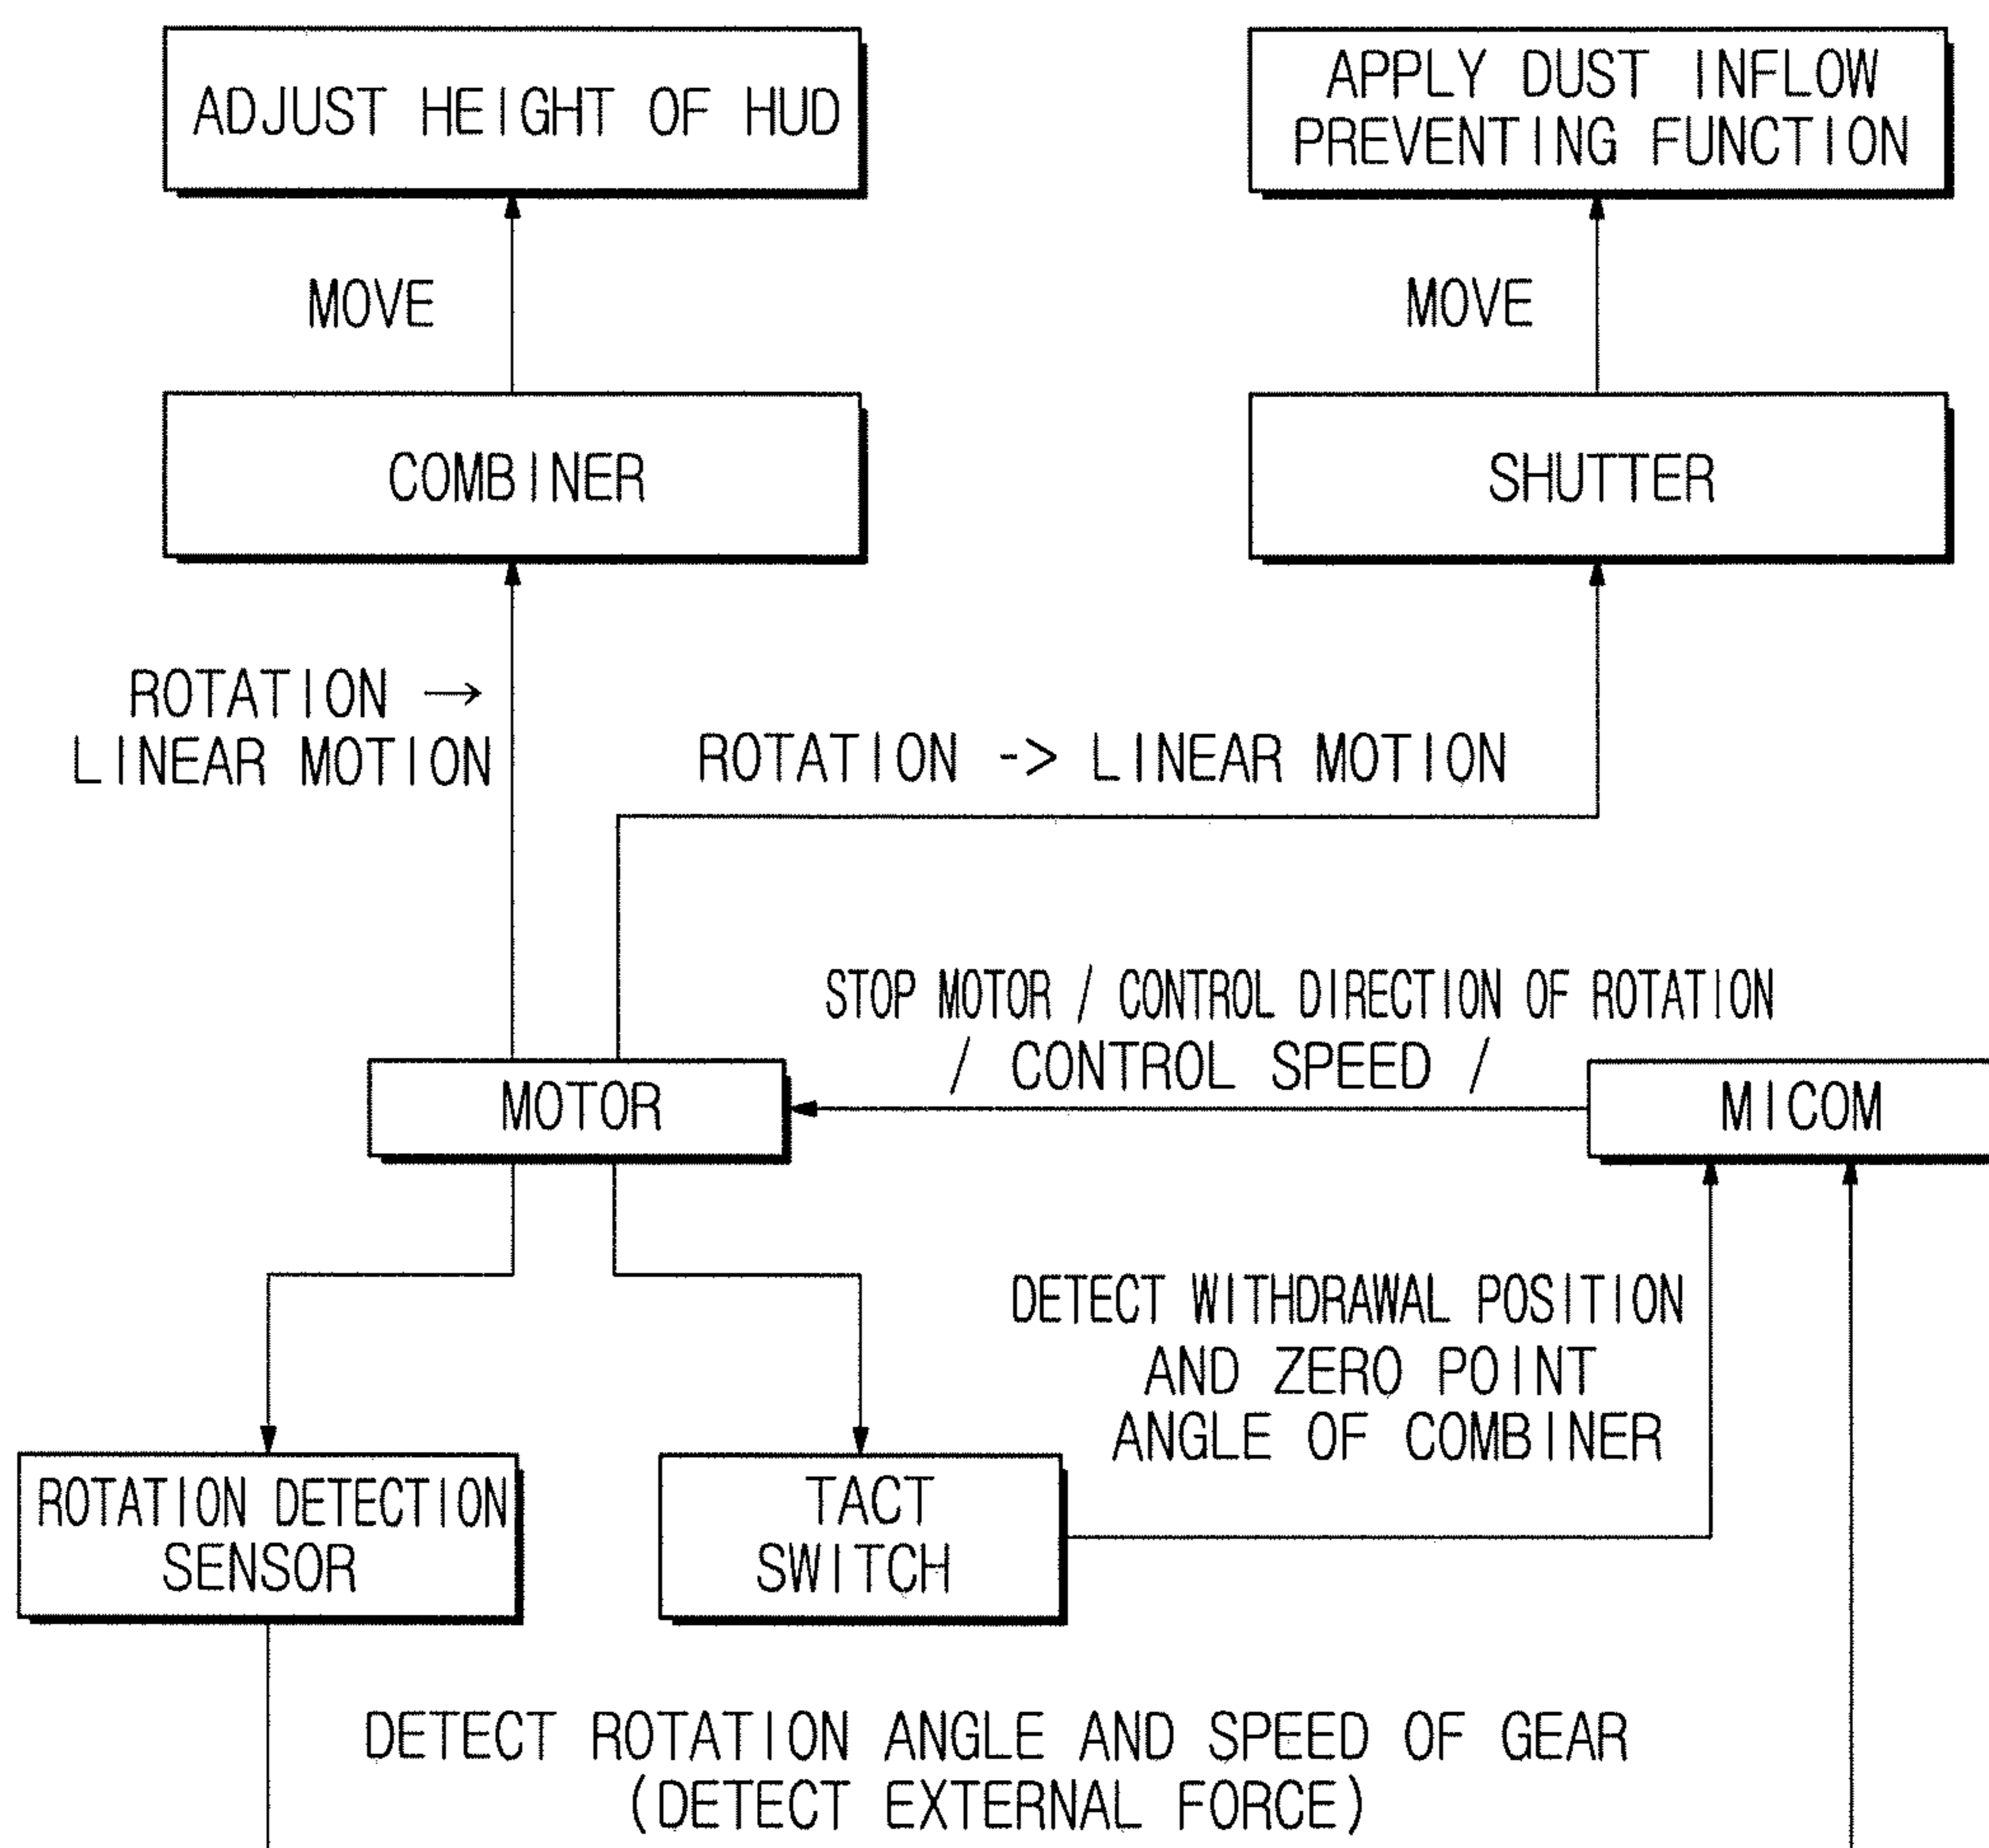 ADJUST HEIGHT OF HUD
APPLY DUST INFLOW
PREVENTING FUNCTION
MOVE
MOVE
COMBINER
SHUTTER
ROTATION →
LINEAR MOTION
ROTATION -> LINEAR MOTION
STOP MOTOR / CONTROL DIRECTION OF ROTATION
/ CONTROL SPEED /
MOTOR
MICOM
DETECT WITHDRAWAL POSITION
AND ZERO POINT
ANGLE OF COMBINER
ROTATION DETECTION
SENSOR
TACT
SWITCH
DETECT ROTATION ANGLE AND SPEED OF GEAR
(DETECT EXTERNAL FORCE)